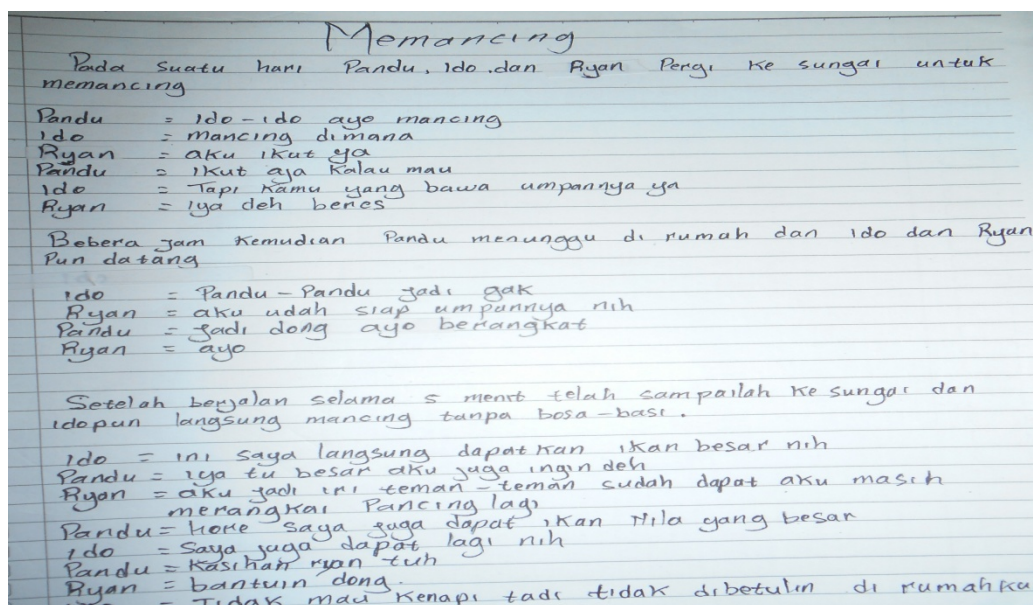 Memancing
Pada suatu hari Pandu, Ido.dan Ryan Pergi ke sungai untuk
memancing
Pandu = Ido-ido ayo mancing
Ido = mancing dimana
Ryan = aku ikut ya
Pandu = ikut aja kalau mau
Ido = Tapi kamu yang bawa umpannya ya
Ryan = iya deh beres
Bebera jam kemudian Pandu menunggu di rumah dan ido dan Ryan
Pun datang
Ido = Pandu-Pandu jadi gak
Ryan = aku udah siap umpannya nih
Pandu = jadi dong ayo berangkat
Ryan = ayo
Setelah berjalan selama 5 menit telah sampailah ke sungai dan
idopun langsung mancing tanpa bosa-basi.
Ido = ini saya langsung dapatkan ikan besar nih
Pandu = iya tu besar aku juga ingin deh
Ryan = aku jadi iri teman-teman sudah dapat aku masih
merangkai Pancing lagi
Pandu = hore saya juga dapat ikan Nila yang besar
Ido = Saya juga dapat lagi nih
Pandu = Kasihan ryan tuh
Ryan = bantuin dong.
= Tidak mau kenapi tadi tidak dibetulin di rumahku